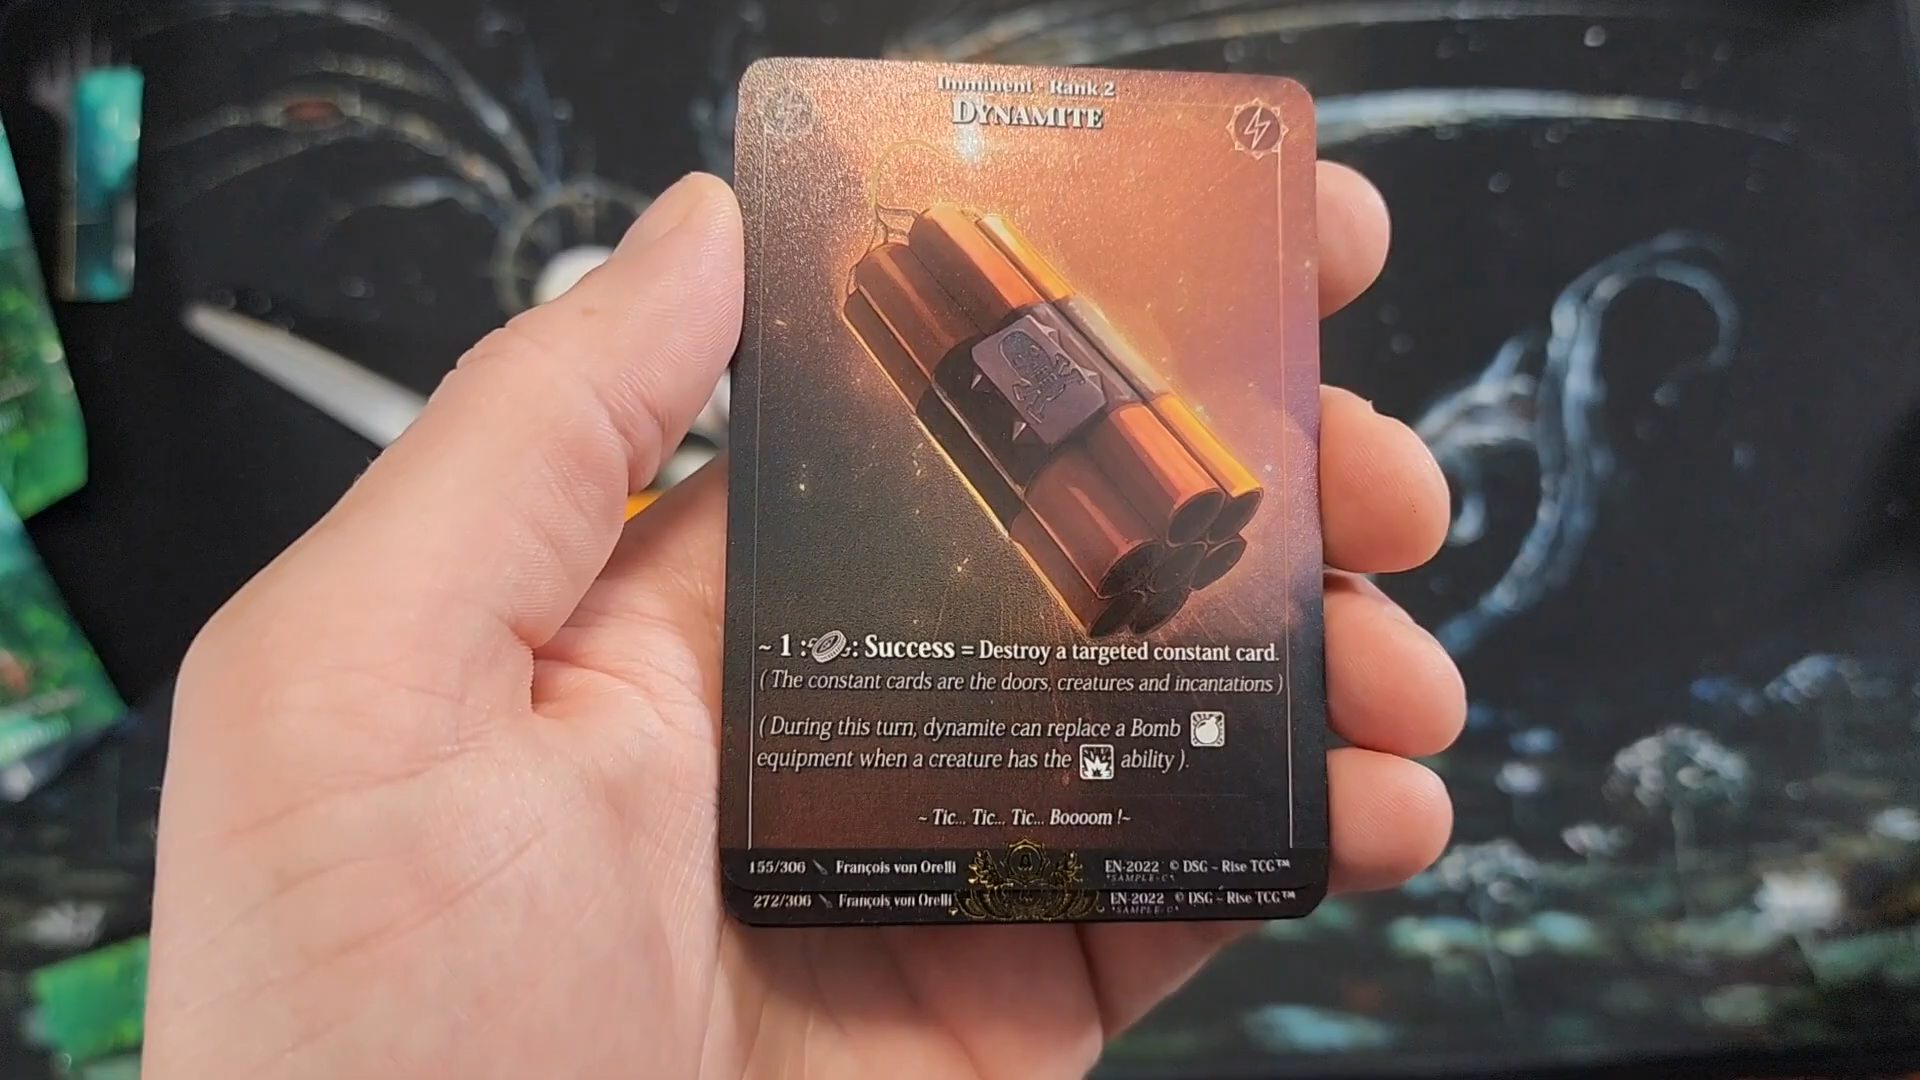 Imminent - Rank 2
DYNAMITE
~ 1 : : Success = Destroy a targeted constant card.
( The constant cards are the doors, creatures and incantations )
( During this turn, dynamite can replace a Bomb
equipment when a creature has the ability ).
~ Tic... Tic... Tic... Boooom !~
155/306 François von Orelli EN-2022 © DSG ~ Rise TCG™
*SAMPLE-C*
272/306 François von Orelli EN-2022 © DSG ~ Rise TCG™
*SAMPLE-C*